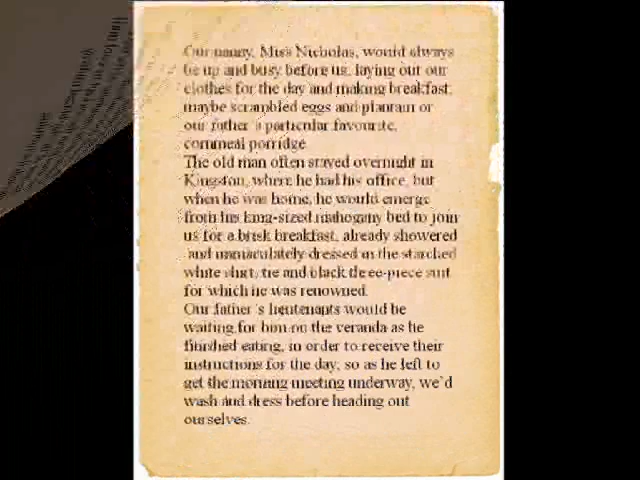 Our nanny, Miss Nicholas, would always
be up and busy before us, laying out our
clothes for the day and making breakfast;
maybe scrambled eggs and plantain or
our father's particular favourite,
cornmeal porridge.
The old man often stayed overnight in
Kingston, where he had his office, but
when he was home, he would emerge
from his king-sized mahogany bed to join
us for a brisk breakfast, already showered
and immaculately dressed in the starched
white shirt, tie and black three-piece suit
for which he was renowned.
Our father's lieutenants would be
waiting for him on the veranda as he
finished eating, in order to receive their
instructions for the day; so as he left to
get the morning meeting underway, we'd
wash and dress before heading out
ourselves.